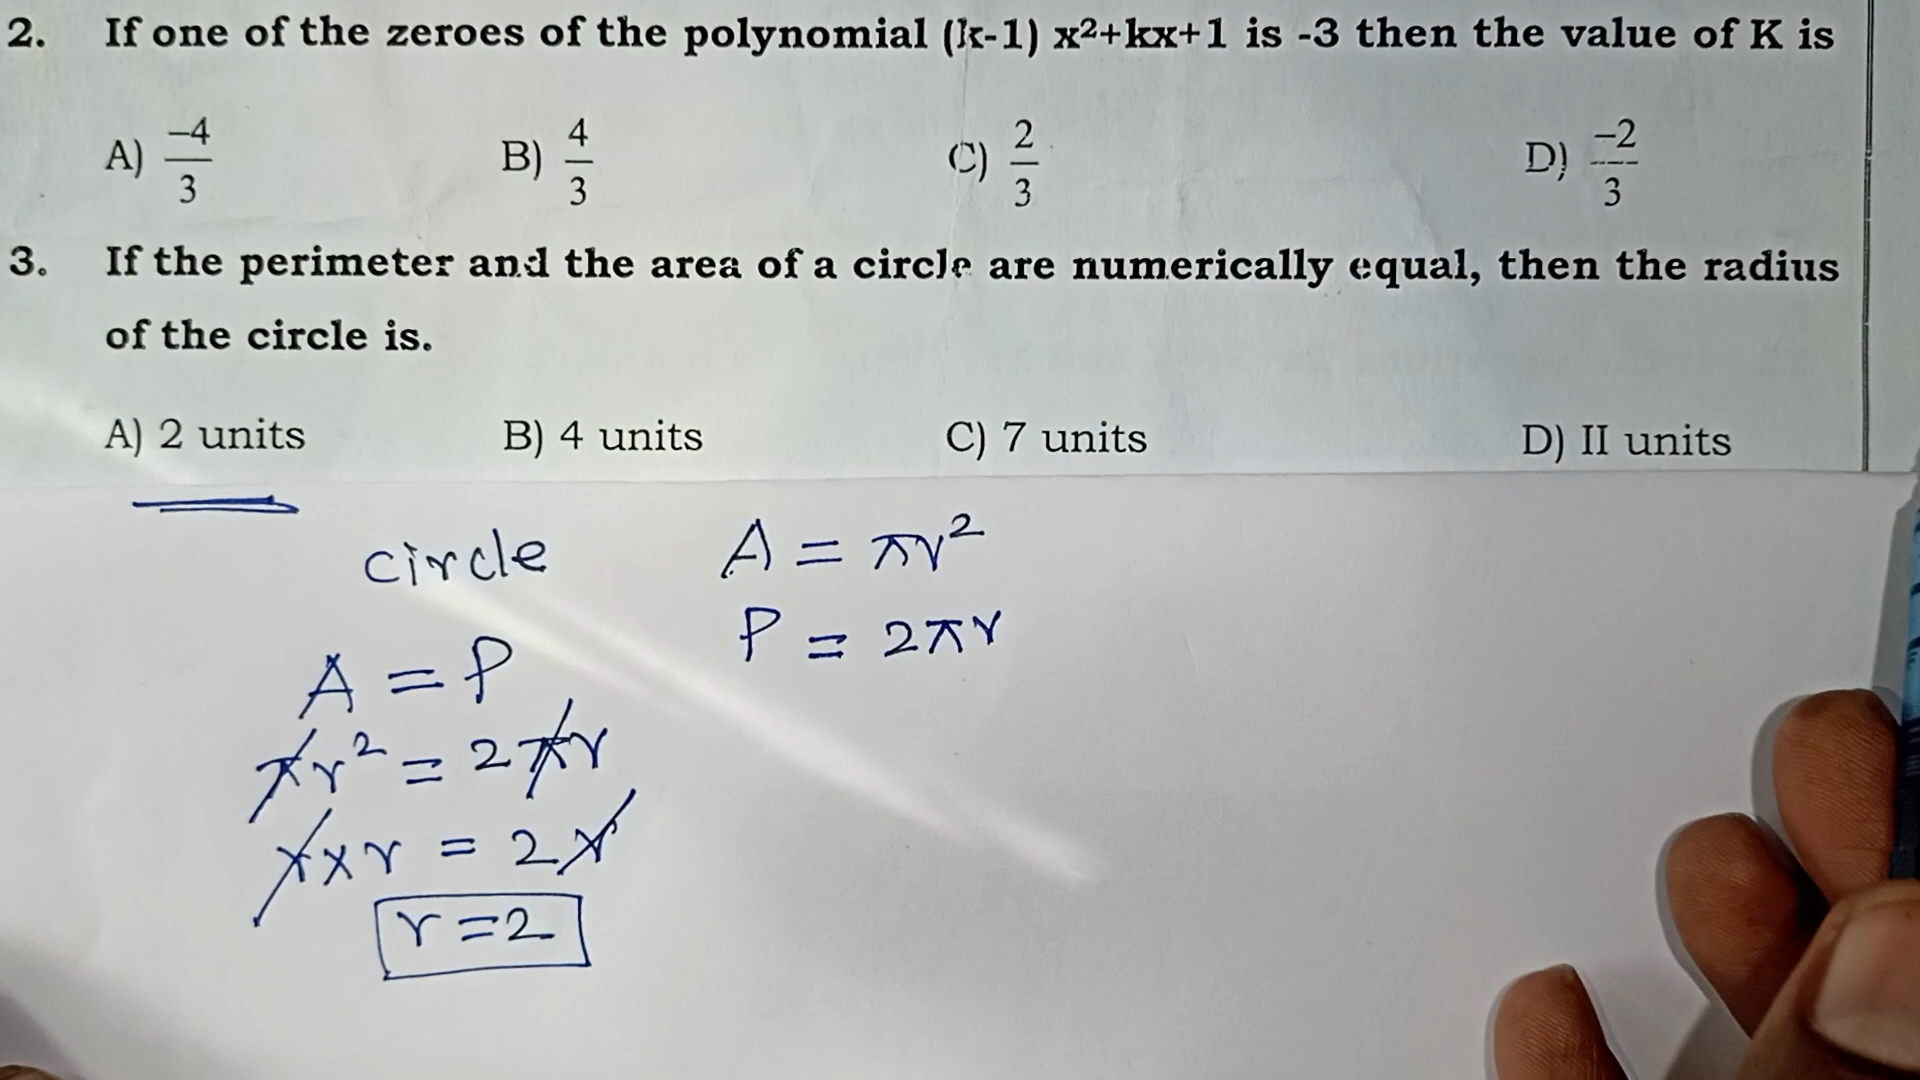 2. If one of the zeroes of the polynomial (k-1) x²+kx+1 is -3 then the value of K is
A) −4/3 B) 4/3 C) 2/3 D) −2/3
3. If the perimeter and the area of a circle are numerically equal, then the radius
of the circle is.
A) 2 units B) 4 units C) 7 units D) II units
circle A = πr²
P = 2πr
A = P
πr² = 2πr
r×r = 2r
r=2